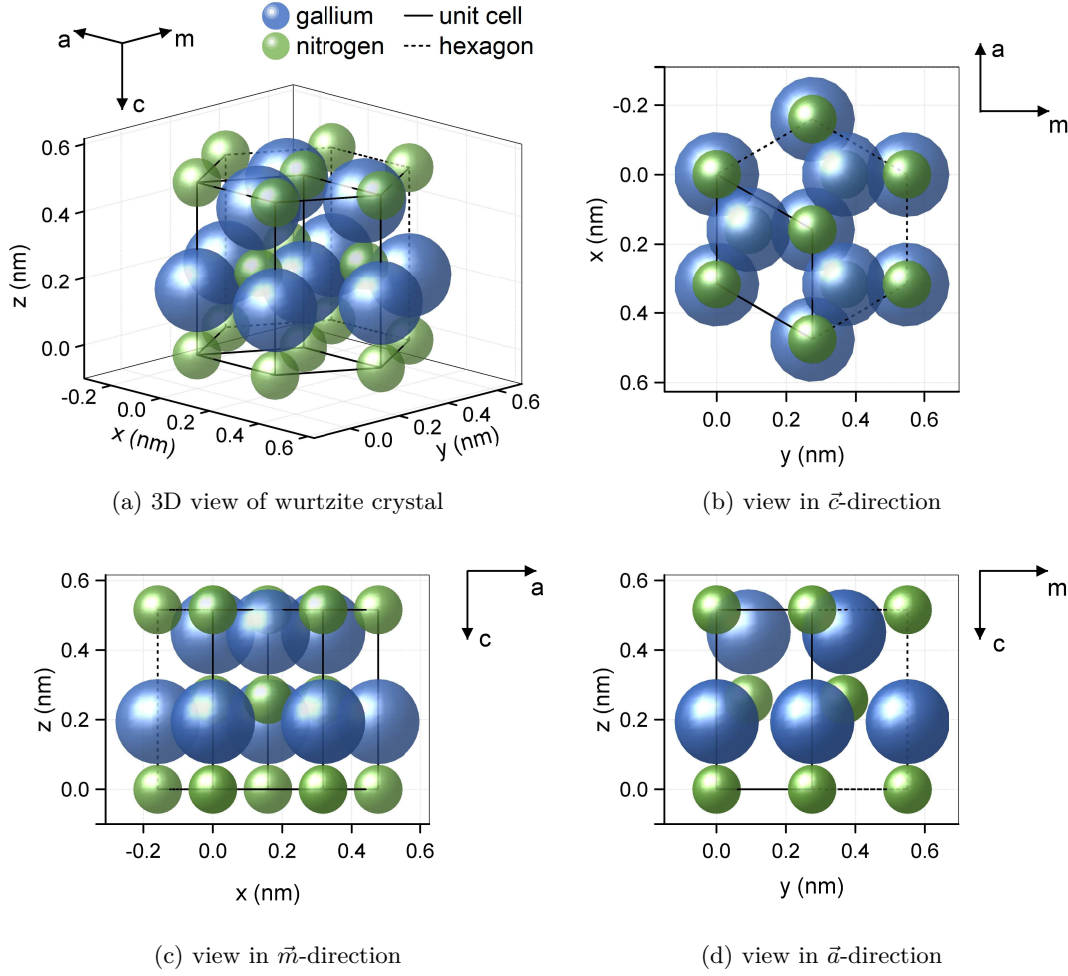 gallium
nitrogen
unit cell
hexagon
a
m
c
0.6
0.4
0.2
0.0
z (nm)
-0.2
0.0
0.2
0.4
0.6
x (nm)
0.0
0.2
0.4
0.6
y (nm)
(a) 3D view of wurtzite crystal
a
m
-0.2
0.0
0.2
0.4
0.6
x (nm)
0.0
0.2
0.4
0.6
y (nm)
(b) view in c⃗-direction
a
c
0.6
0.4
0.2
0.0
z (nm)
-0.2
0.0
0.2
0.4
0.6
x (nm)
(c) view in m⃗-direction
m
c
0.6
0.4
0.2
0.0
z (nm)
0.0
0.2
0.4
0.6
y (nm)
(d) view in a⃗-direction